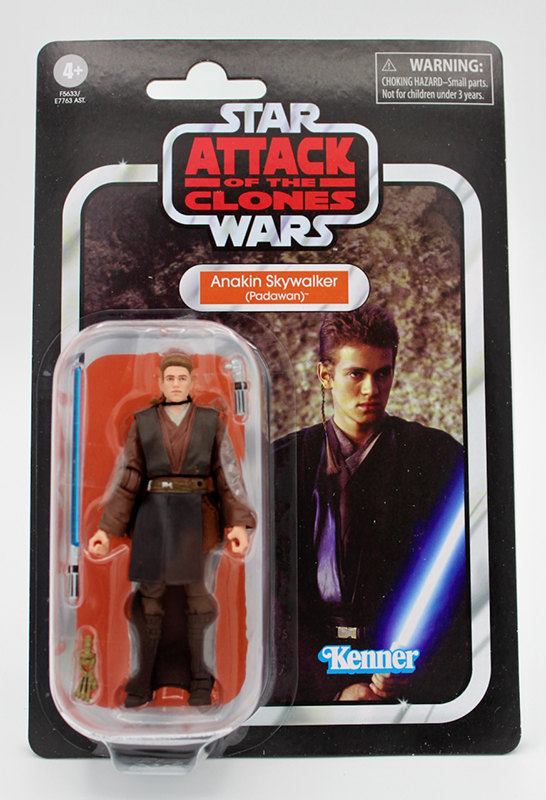 4+
F5633/
E7763 AST.
WARNING:
CHOKING HAZARD–Small parts.
Not for children under 3 years.
STAR
ATTACK
OF THE
CLONES
WARS
Anakin Skywalker
(Padawan)™
Kenner